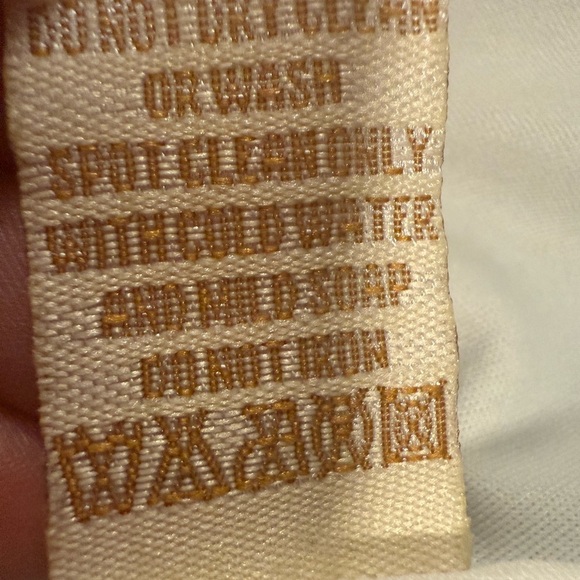 DO NOT DRY CLEAN
OR WASH
SPOT CLEAN ONLY
WITH COLD WATER
AND MILD SOAP
DO NOT IRON